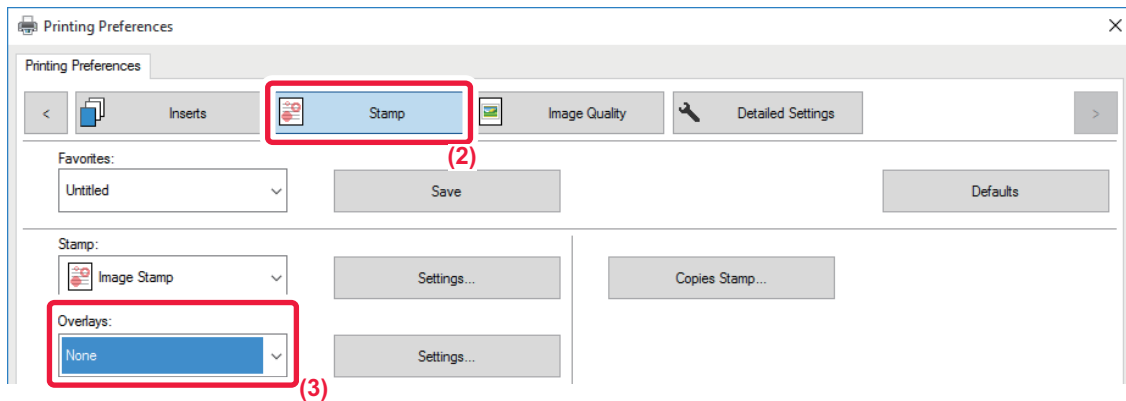 Printing Preferences
Printing Preferences
< Inserts Stamp Image Quality Detailed Settings >
(2)
Favorites:
Untitled Save Defaults
Stamp:
Image Stamp Settings... Copies Stamp...
Overlays:
None Settings...
(3)